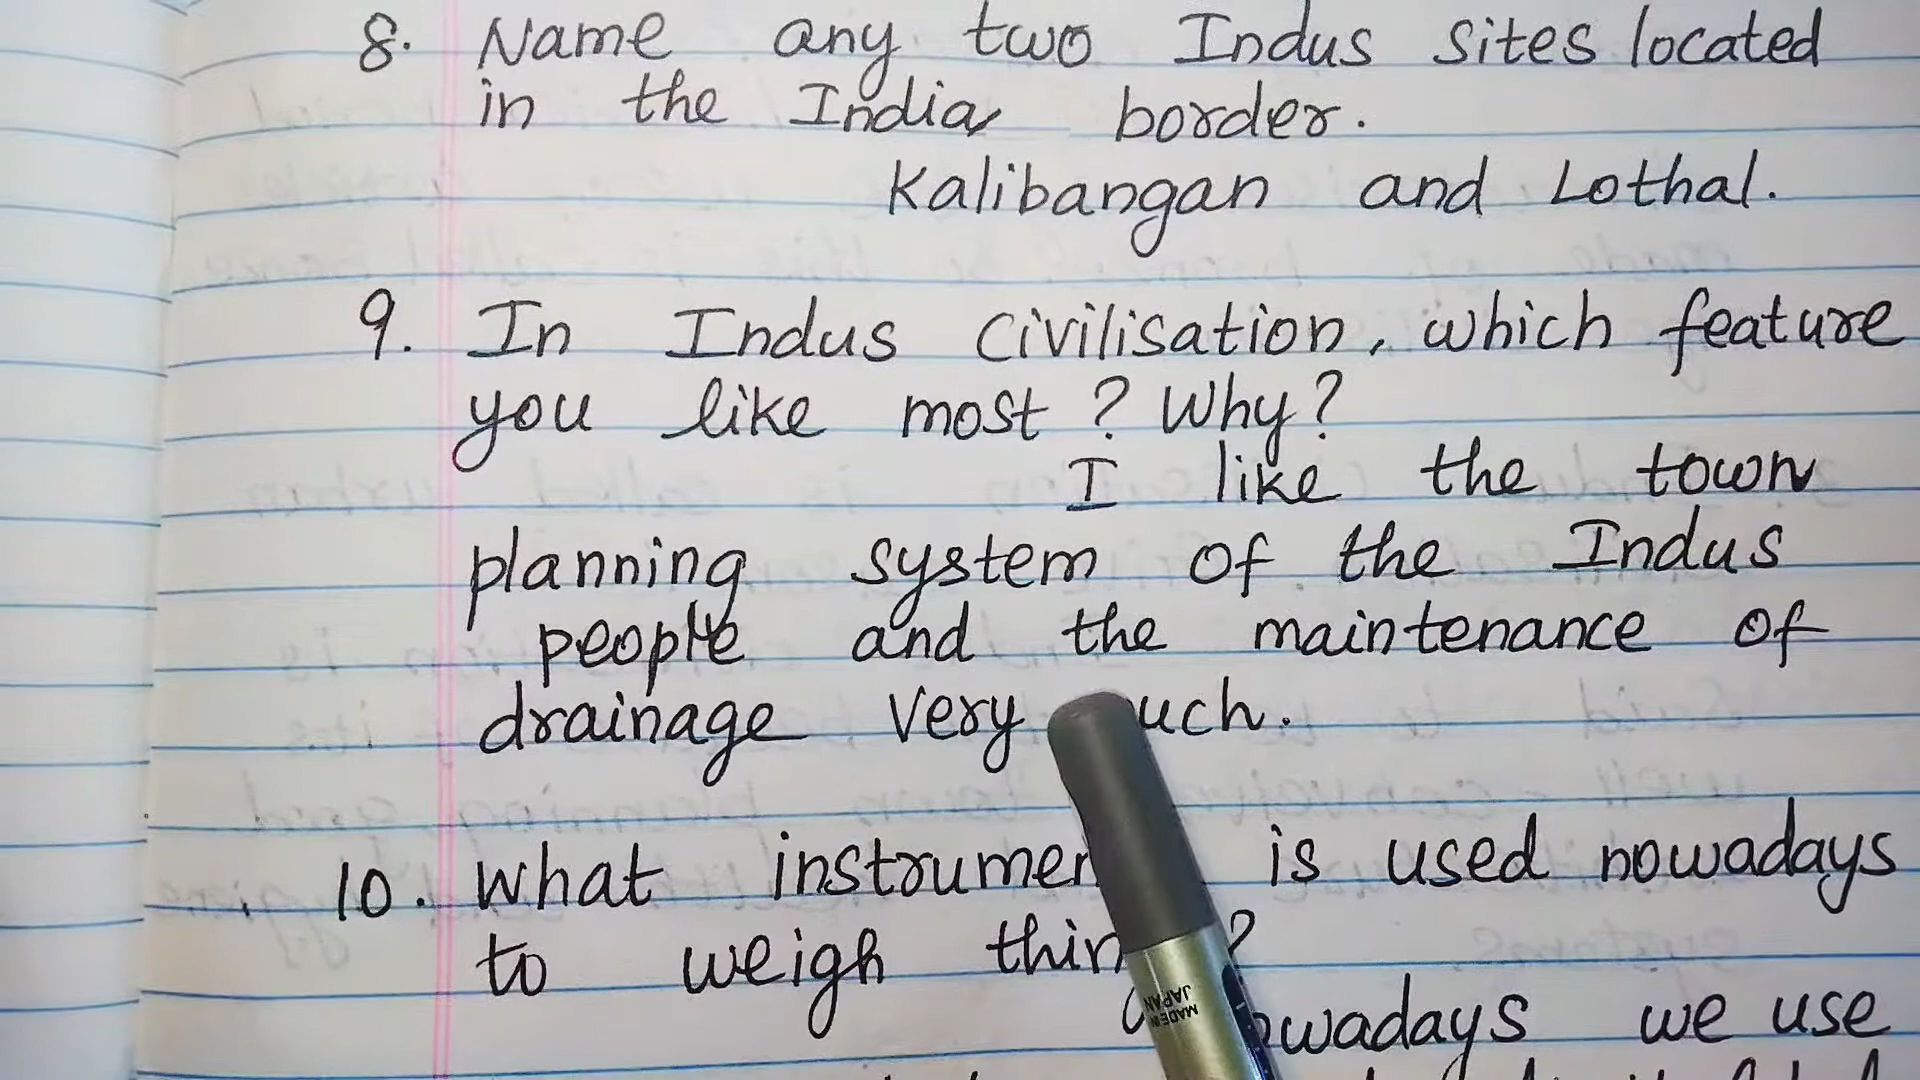 8. Name any two Indus sites located
in the India border.
Kalibangan and Lothal.
9. In Indus civilisation, which feature
you like most? Why?
I like the town
planning system of the Indus
people and the maintenance of
drainage very
10. What is used nowadays
to weigh ?
we use
MADE IN
JAPAN